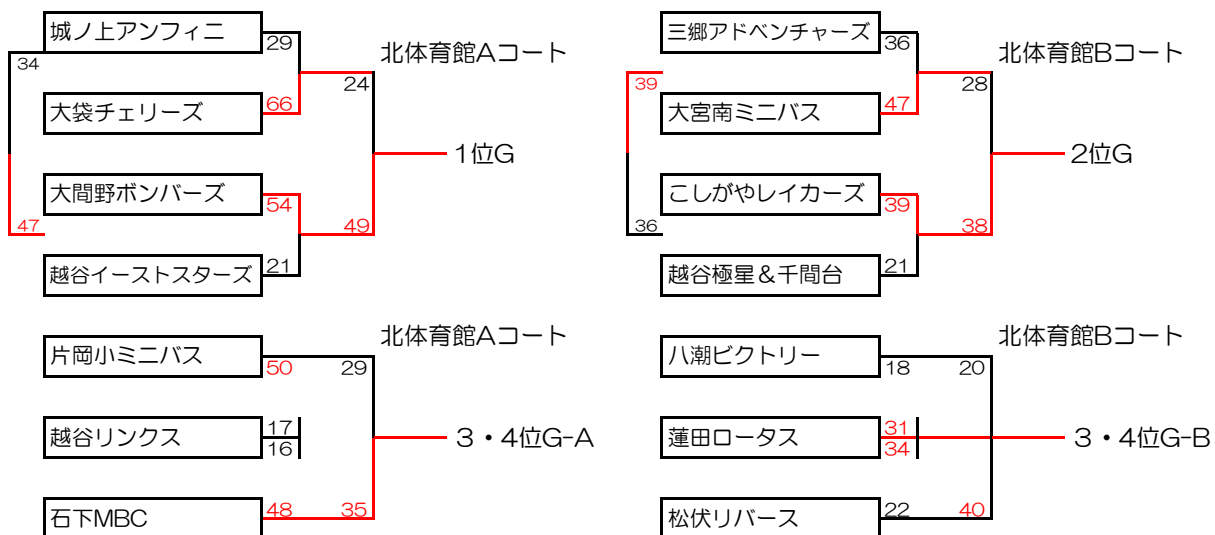 城ノ上アンフィニ
29
北体育館Aコート
34
24
大袋チェリーズ
66
1位G
大間野ボンバーズ
54
47
49
越谷イーストスターズ
21
三郷アドベンチャーズ
36
北体育館Bコート
39
28
大宮南ミニバス
47
2位G
こしがやレイカーズ
39
36
38
越谷極星&千間台
21
片岡小ミニバス
50
29
北体育館Aコート
越谷リンクス
17
16
3・4位G-A
石下MBC
48
35
八潮ビクトリー
18
20
北体育館Bコート
蓮田ロータス
31
34
3・4位G-B
松伏リバース
22
40